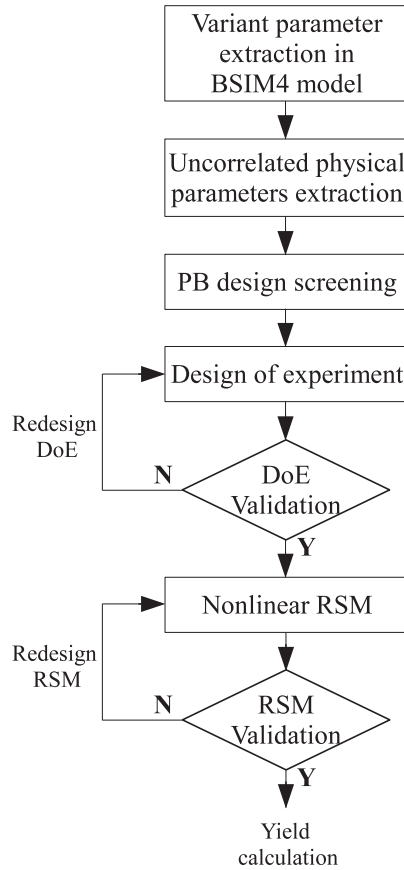 Variant parameter
extraction in
BSIM4 model
Uncorrelated physical
parameters extraction
PB design screening
Design of experiment
Redesign
DoE
N
DoE
Validation
Y
Nonlinear RSM
Redesign
RSM
N
RSM
Validation
Y
Yield
calculation